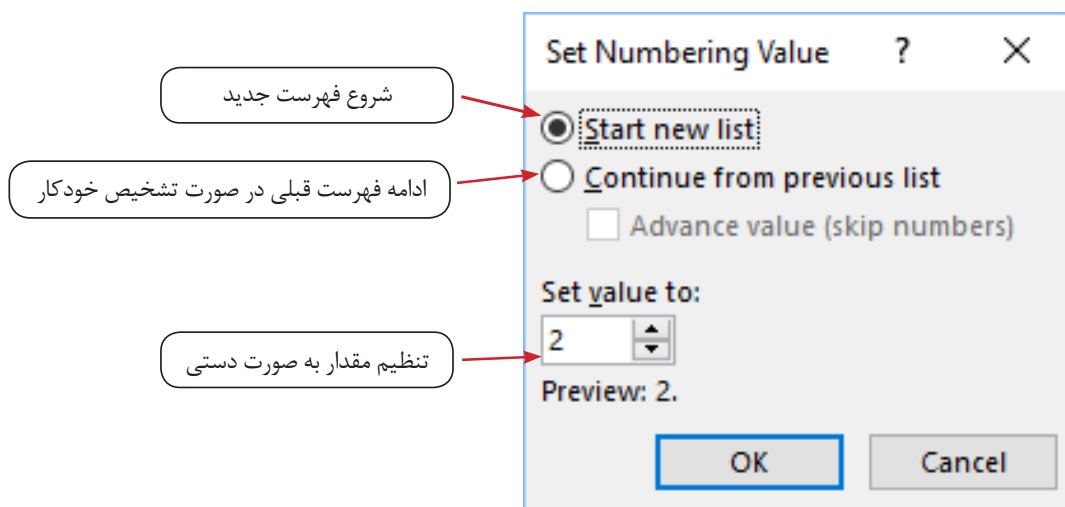 Set Numbering Value ? ×
شروع فهرست جدید
Start new list
ادامه فهرست قبلی در صورت تشخیص خودکار
Continue from previous list
Advance value (skip numbers)
Set value to:
تنظیم مقدار به صورت دستی
2
Preview: 2.
OK Cancel